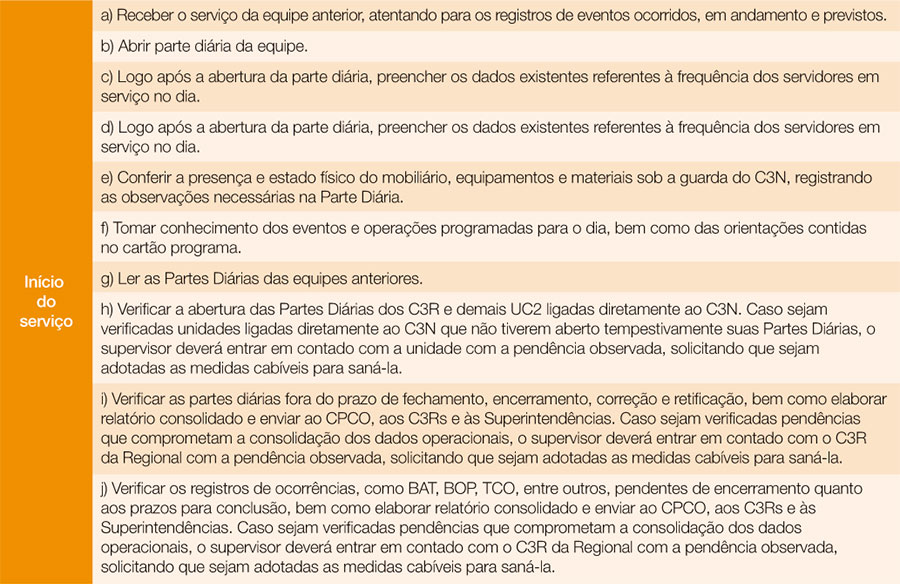 Início
do
serviço
a) Receber o serviço da equipe anterior, atentando para os registros de eventos ocorridos, em andamento e previstos.
b) Abrir parte diária da equipe.
c) Logo após a abertura da parte diária, preencher os dados existentes referentes à frequência dos servidores em
serviço no dia.
d) Logo após a abertura da parte diária, preencher os dados existentes referentes à frequência dos servidores em
serviço no dia.
e) Conferir a presença e estado físico do mobiliário, equipamentos e materiais sob a guarda do C3N, registrando
as observações necessárias na Parte Diária.
f) Tomar conhecimento dos eventos e operações programadas para o dia, bem como das orientações contidas
no cartão programa.
g) Ler as Partes Diárias das equipes anteriores.
h) Verificar a abertura das Partes Diárias dos C3R e demais UC2 ligadas diretamente ao C3N. Caso sejam
verificadas unidades ligadas diretamente ao C3N que não tiverem aberto tempestivamente suas Partes Diárias, o
supervisor deverá entrar em contado com a unidade com a pendência observada, solicitando que sejam
adotadas as medidas cabíveis para saná-la.
i) Verificar as partes diárias fora do prazo de fechamento, encerramento, correção e retificação, bem como elaborar
relatório consolidado e enviar ao CPCO, aos C3Rs e às Superintendências. Caso sejam verificadas pendências
que comprometam a consolidação dos dados operacionais, o supervisor deverá entrar em contado com o C3R
da Regional com a pendência observada, solicitando que sejam adotadas as medidas cabíveis para saná-la.
j) Verificar os registros de ocorrências, como BAT, BOP, TCO, entre outros, pendentes de encerramento quanto
aos prazos para conclusão, bem como elaborar relatório consolidado e enviar ao CPCO, aos C3Rs e às
Superintendências. Caso sejam verificadas pendências que comprometam a consolidação dos dados
operacionais, o supervisor deverá entrar em contado com o C3R da Regional com a pendência observada,
solicitando que sejam adotadas as medidas cabíveis para saná-la.